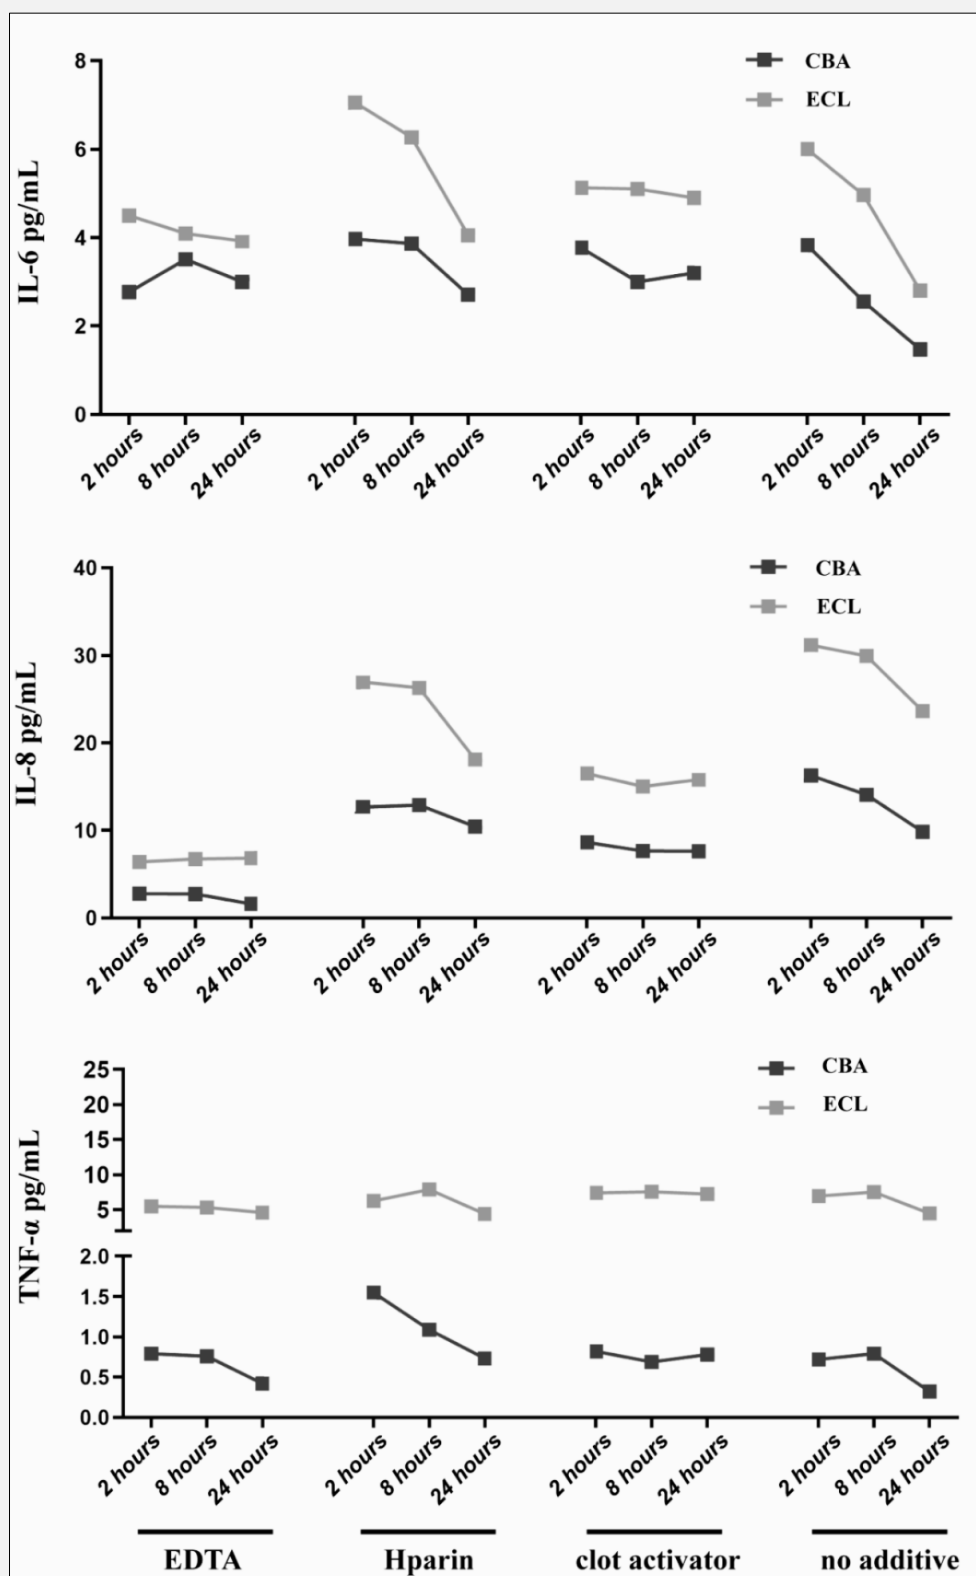 CBA
ECL
IL-6 pg/mL
8
6
4
2
0
2 hours 8 hours 24 hours 2 hours 8 hours 24 hours 2 hours 8 hours 24 hours 2 hours 8 hours 24 hours
CBA
ECL
IL-8 pg/mL
40
30
20
10
0
2 hours 8 hours 24 hours 2 hours 8 hours 24 hours 2 hours 8 hours 24 hours 2 hours 8 hours 24 hours
CBA
ECL
TNF-α pg/mL
25
20
15
10
5
2.0
1.5
1.0
0.5
0.0
2 hours 8 hours 24 hours 2 hours 8 hours 24 hours 2 hours 8 hours 24 hours 2 hours 8 hours 24 hours
EDTA Hparin clot activator no additive